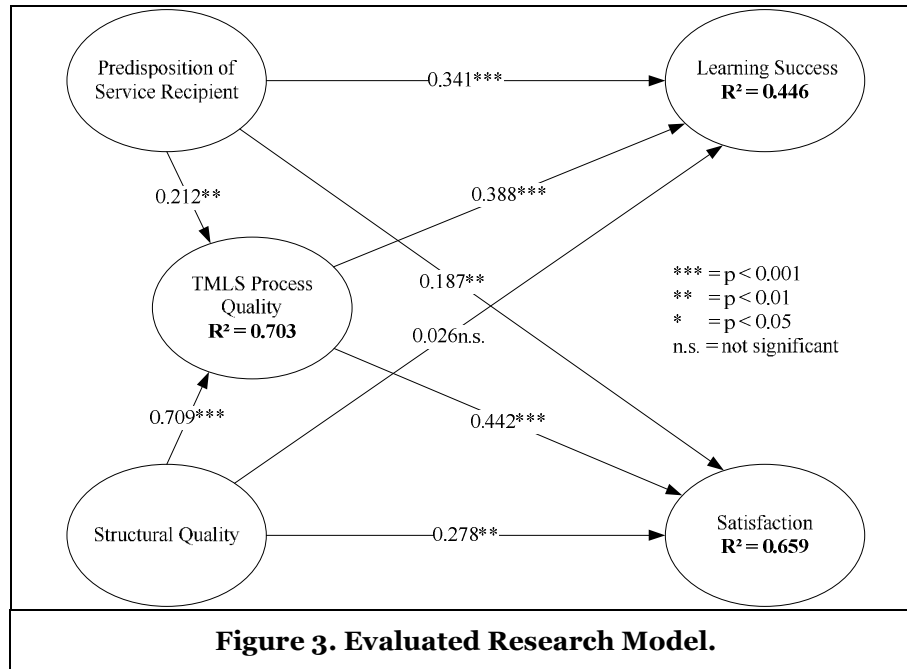 Predisposition of
Service Recipient
0.341***
Learning Success
R² = 0.446
0.212**
0.388***
TMLS Process
Quality
R² = 0.703
0.187**
*** = p < 0.001
** = p < 0.01
* = p < 0.05
n.s. = not significant
0.026n.s.
0.709***
0.442***
Structural Quality
0.278**
Satisfaction
R² = 0.659
Figure 3. Evaluated Research Model.